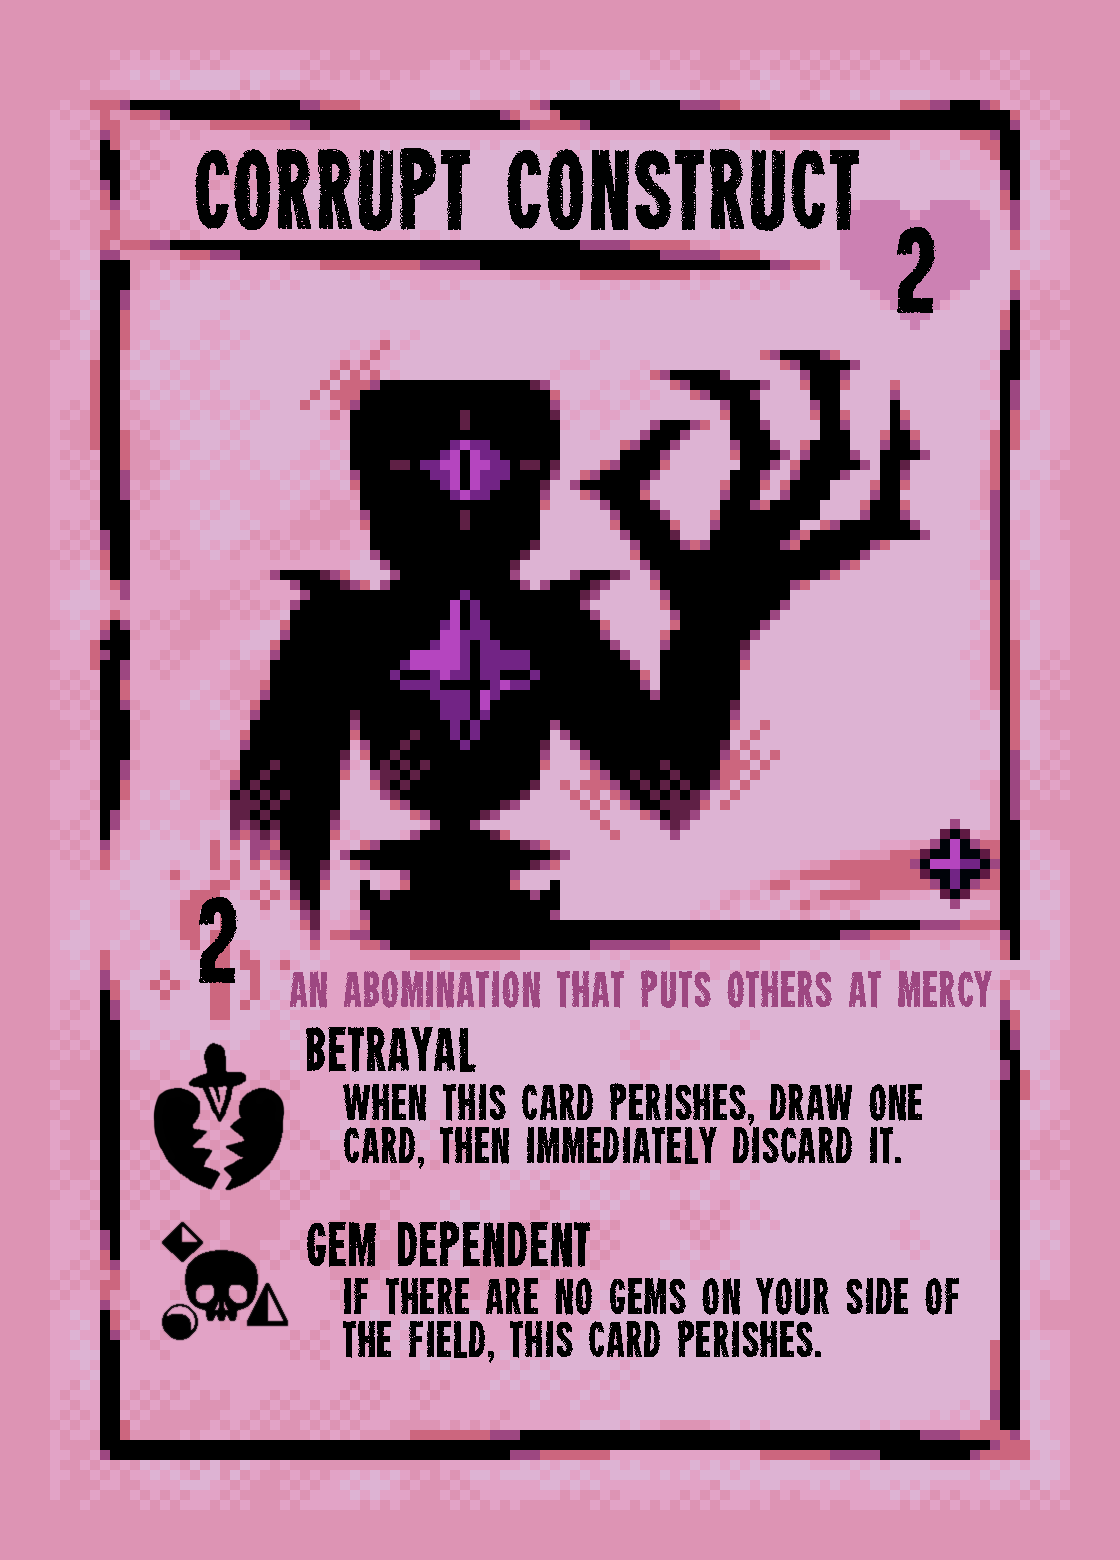 CORRUPT CONSTRUCT
2
2
AN ABOMINATION THAT PUTS OTHERS AT MERCY
BETRAYAL
WHEN THIS CARD PERISHES, DRAW ONE
CARD, THEN IMMEDIATELY DISCARD IT.
GEM DEPENDENT
IF THERE ARE NO GEMS ON YOUR SIDE OF
THE FIELD, THIS CARD PERISHES.